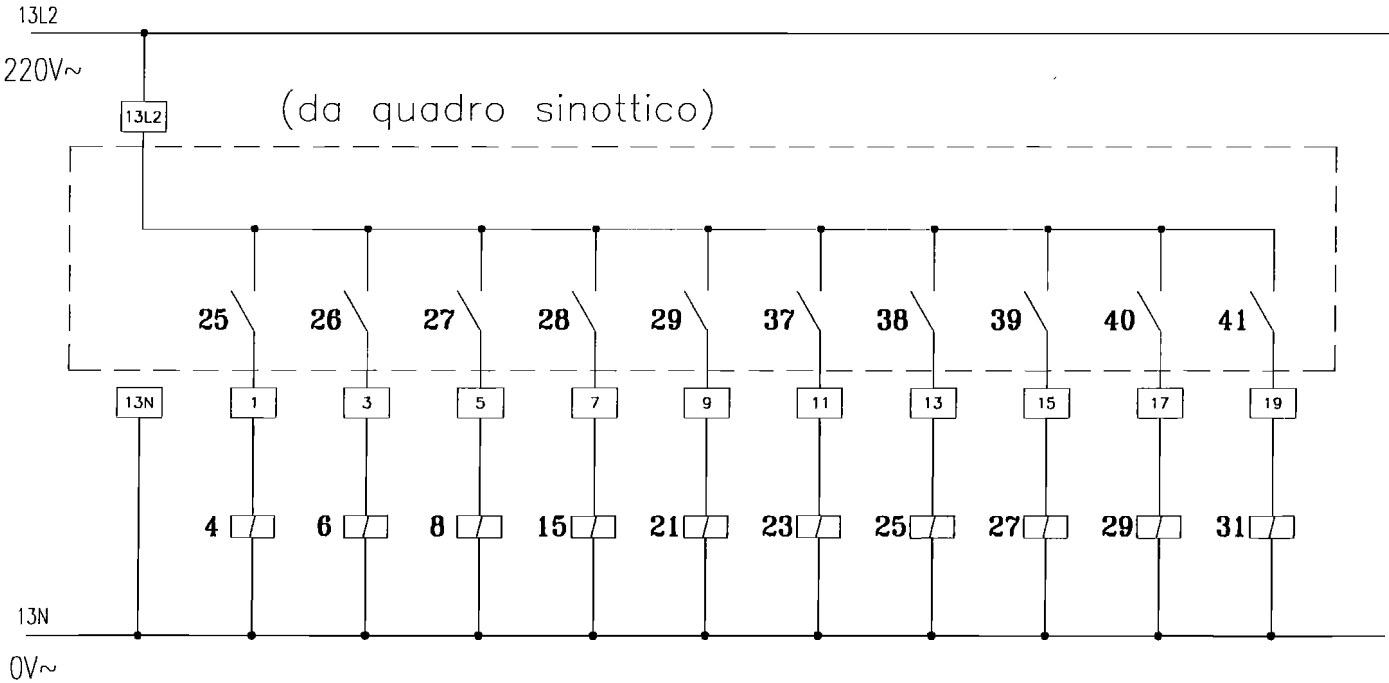 13L2
220V~
13L2
(da quadro sinottico)
25 26 27 28 29 37 38 39 40 41
13N 1 3 5 7 9 11 13 15 17 19
4 6 8 15 21 23 25 27 29 31
13N
0V~